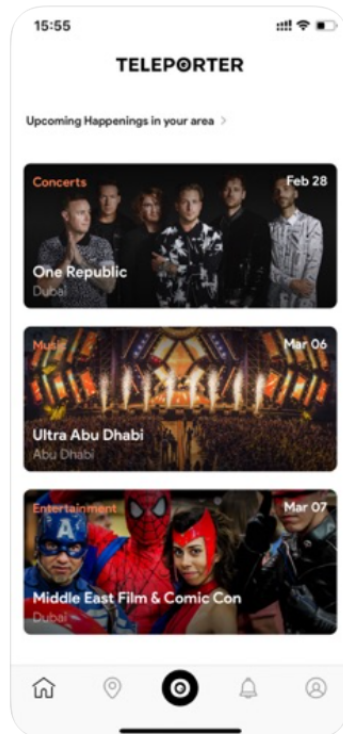 15:55
TELEPORTER
Upcoming Happenings in your area >
Concerts
Feb 28
One Republic
Dubai
Music
Mar 06
Ultra Abu Dhabi
Abu Dhabi
Entertainment
Mar 07
Middle East Film & Comic Con
Dubai